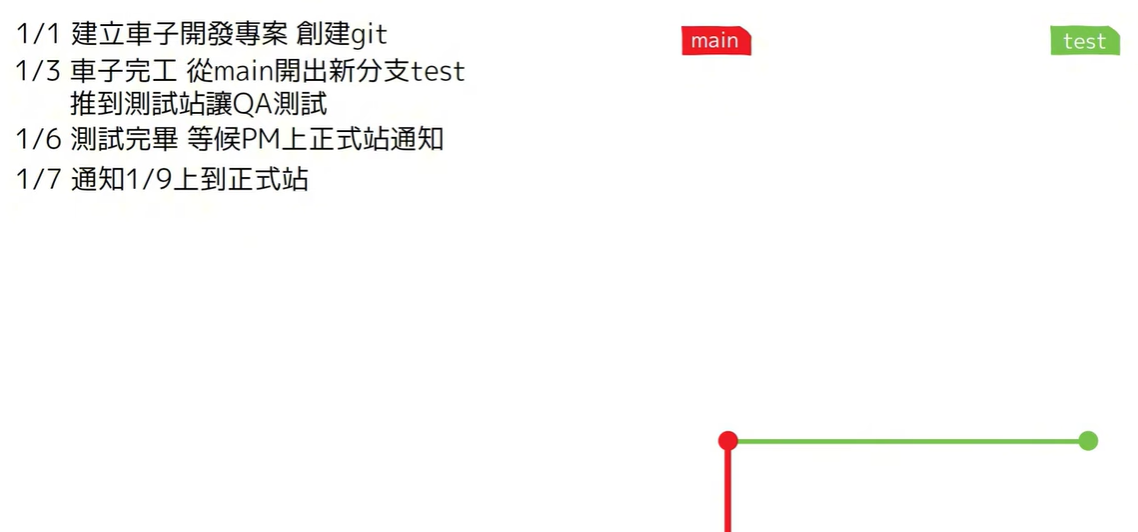 1/1 建立車子開發專案 創建git
1/3 車子完工 從main開出新分支test
推到測試站讓QA測試
1/6 測試完畢 等候PM上正式站通知
1/7 通知1/9上到正式站
main
test